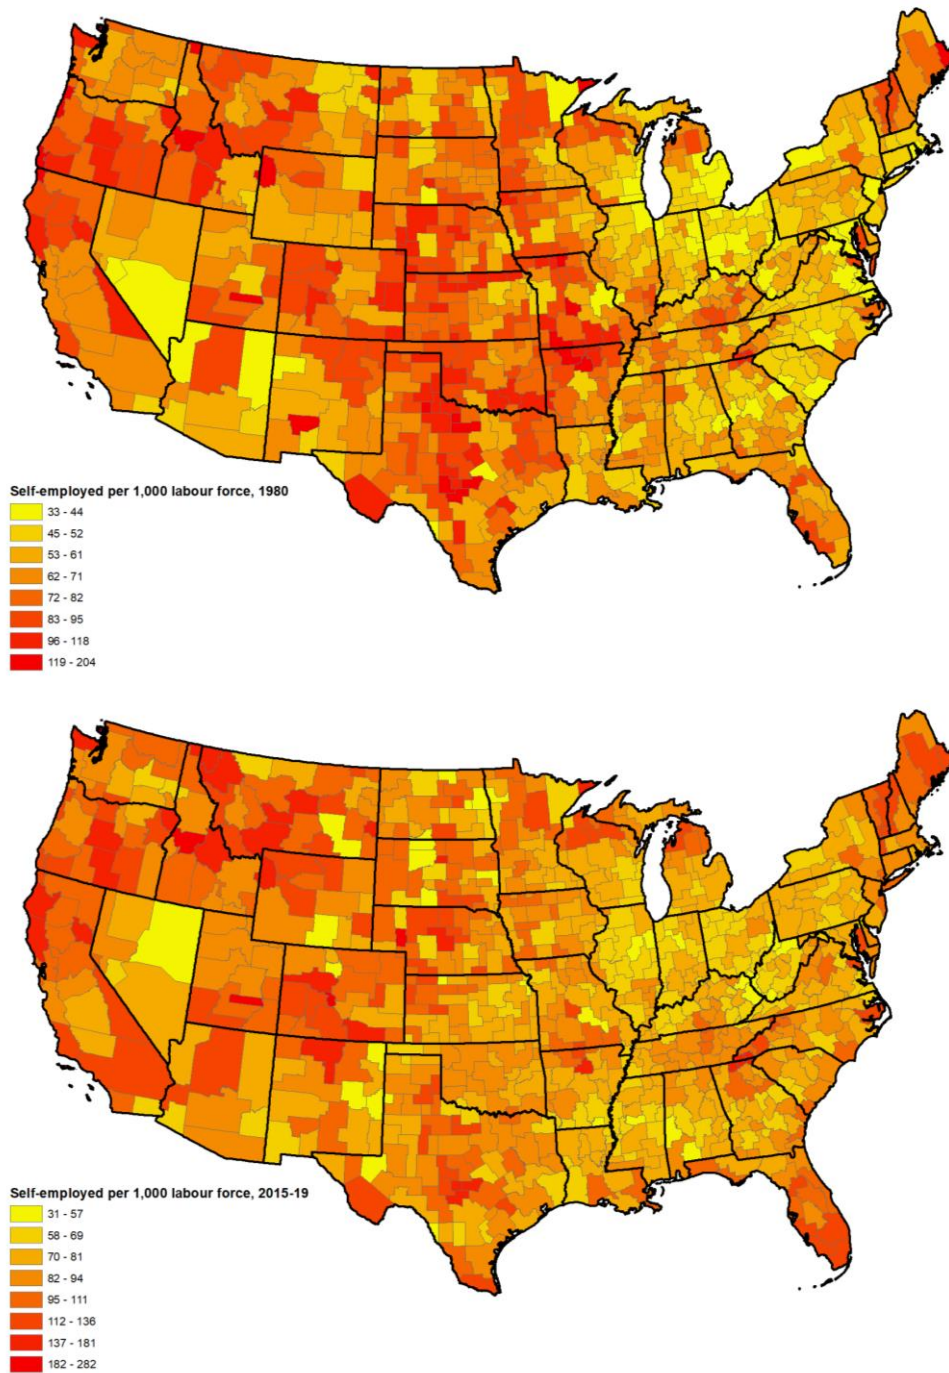 Self-employed per 1,000 labour force, 1980
33 - 44
45 - 52
53 - 61
62 - 71
72 - 82
83 - 95
96 - 118
119 - 204
Self-employed per 1,000 labour force, 2015-19
31 - 57
58 - 69
70 - 81
82 - 94
95 - 111
112 - 136
137 - 181
182 - 282